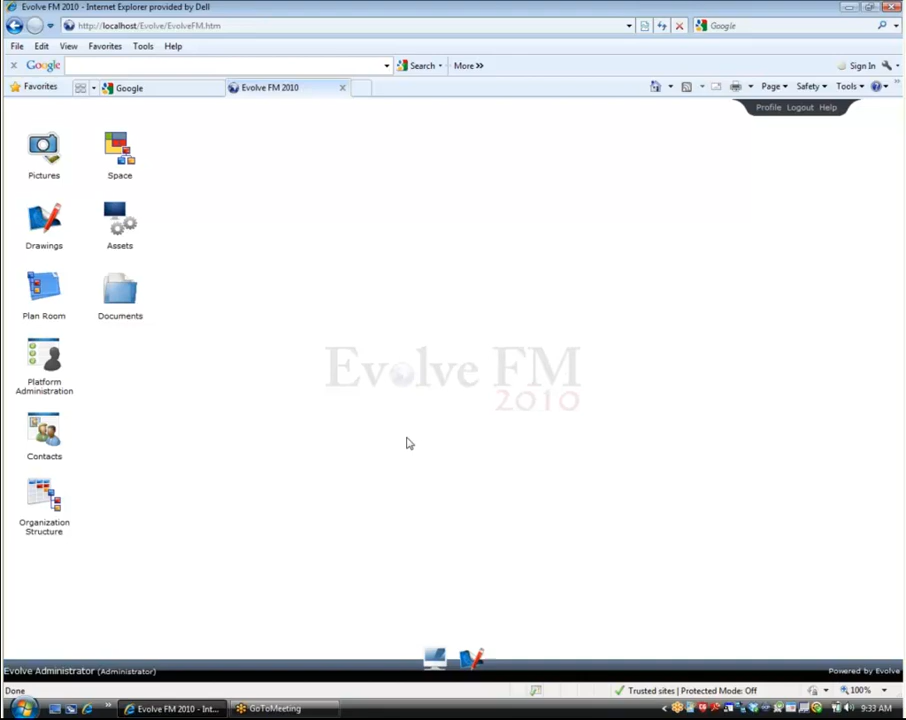 Evolve FM 2010 - Internet Explorer provided by Dell
http://localhost/Evolve/EvolveFM.htm
Google
File Edit View Favorites Tools Help
x Google Search More »» Sign In
Favorites Google Evolve FM 2010 Page Safety Tools
Profile Logout Help
Pictures Space
Drawings Assets
Plan Room Documents
Platform
Administration
Contacts
Organization
Structure
Evolve FM
2010
Evolve Administrator (Administrator) Powered by Evolve
Done Trusted sites | Protected Mode: Off 100%
Evolve FM 2010 - Int... GoToMeeting 9:33 AM